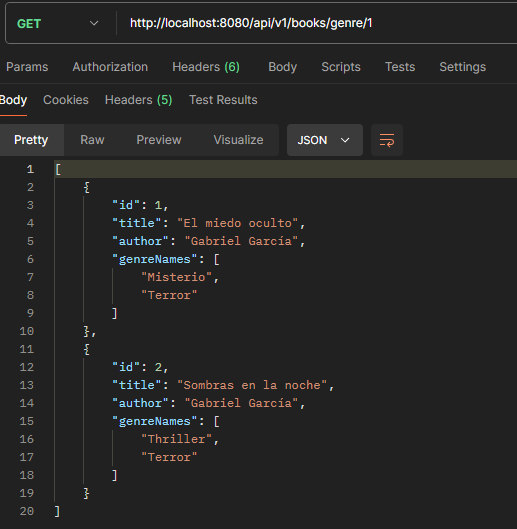 GET http://localhost:8080/api/v1/books/genre/1
Params Authorization Headers (6) Body Scripts Tests Settings
Body Cookies Headers (5) Test Results
Pretty Raw Preview Visualize JSON
1 [
2 {
3 "id": 1,
4 "title": "El miedo oculto",
5 "author": "Gabriel García",
6 "genreNames": [
7 "Misterio",
8 "Terror"
9 ]
10 },
11 {
12 "id": 2,
13 "title": "Sombras en la noche",
14 "author": "Gabriel García",
15 "genreNames": [
16 "Thriller",
17 "Terror"
18 ]
19 }
20 ]